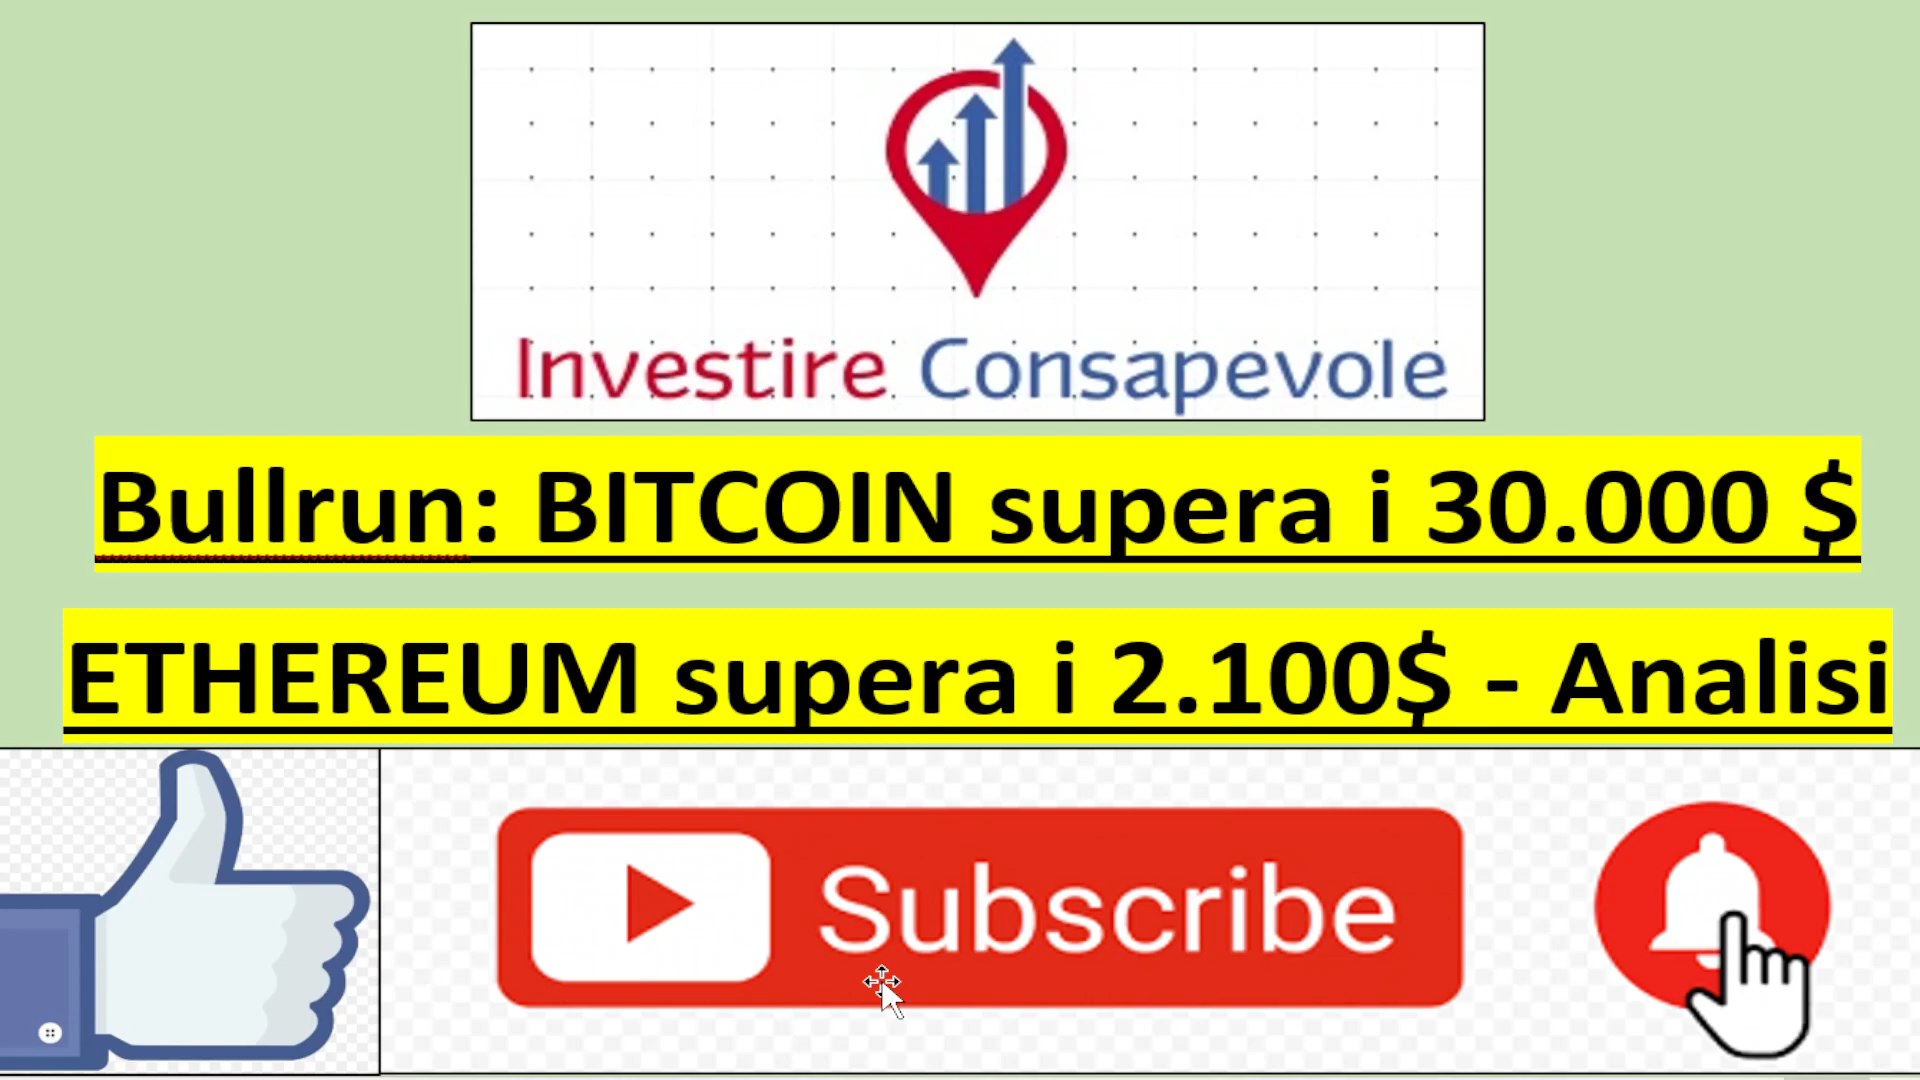 Investire Consapevole
Bullrun: BITCOIN supera i 30.000 $
ETHEREUM supera i 2.100$ - Analisi
Subscribe